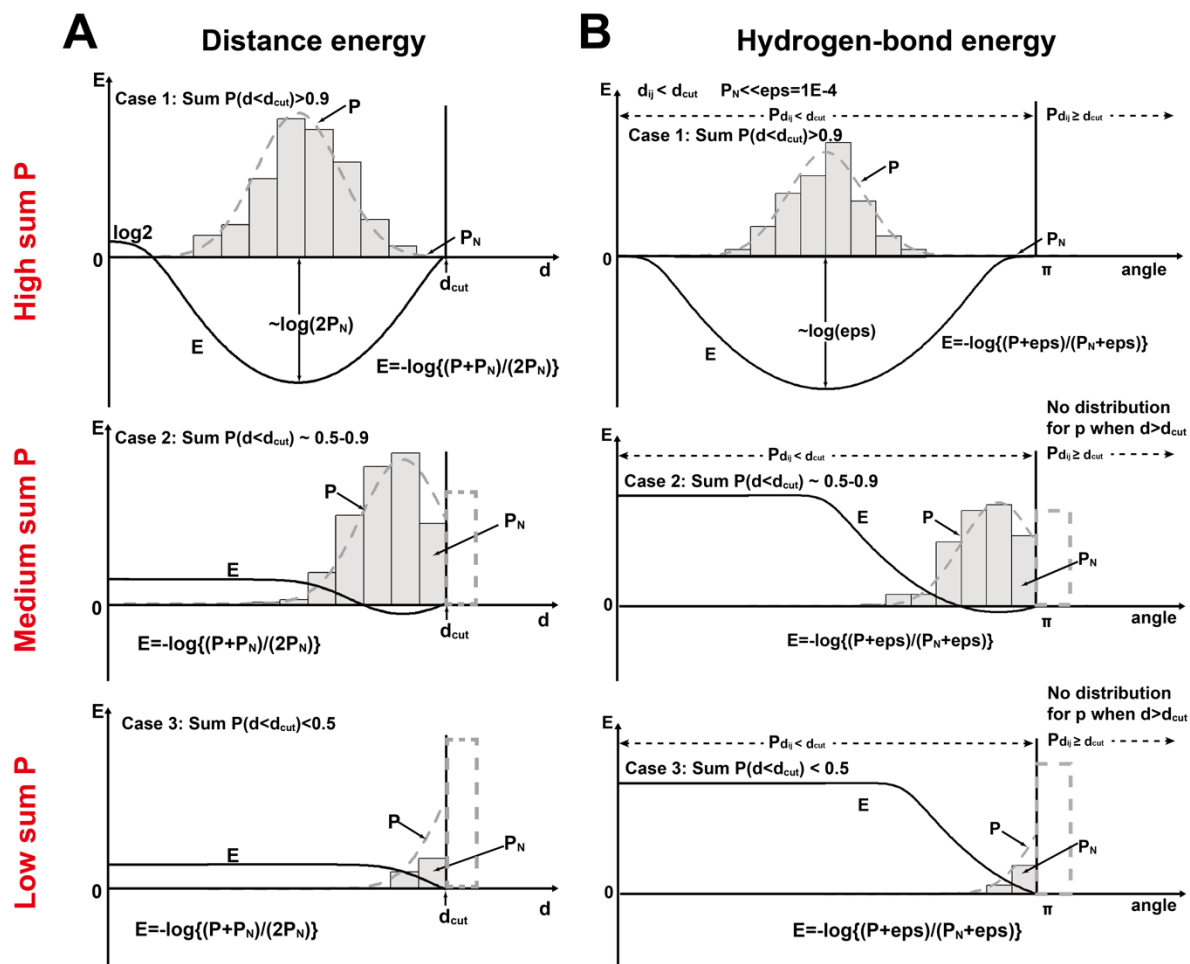 A
Distance energy
B
Hydrogen-bond energy
High sum P
E
Case 1: Sum P(d<dcut)>0.9
P
log2
PN
0
d
dcut
~log(2PN)
E
E=-log{(P+PN)/(2PN)}
E
dij < dcut PN<<eps=1E-4
Pdij < dcut
Pdij ≥ dcut
Case 1: Sum P(d<dcut)>0.9
P
PN
0
π
angle
~log(eps)
E
E=-log{(P+eps)/(PN+eps)}
Medium sum P
E
Case 2: Sum P(d<dcut) ~ 0.5-0.9
P
PN
E
0
dcut
d
E=-log{(P+PN)/(2PN)}
No distribution
for p when d>dcut
E
Pdij < dcut
Pdij ≥ dcut
Case 2: Sum P(d<dcut) ~ 0.5-0.9
E
P
PN
0
π
angle
E=-log{(P+eps)/(PN+eps)}
Low sum P
E
Case 3: Sum P(d<dcut)<0.5
P
E
PN
0
dcut
d
E=-log{(P+PN)/(2PN)}
No distribution
for p when d>dcut
E
Pdij < dcut
Pdij ≥ dcut
Case 3: Sum P(d<dcut) < 0.5
E
P
PN
0
π
angle
E=-log{(P+eps)/(PN+eps)}